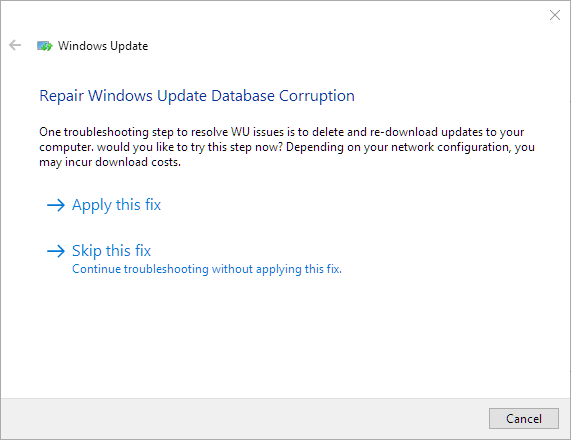 Windows Update
Repair Windows Update Database Corruption
One troubleshooting step to resolve WU issues is to delete and re-download updates to your
computer. would you like to try this step now? Depending on your network configuration, you
may incur download costs.
Apply this fix
Skip this fix
Continue troubleshooting without applying this fix.
Cancel